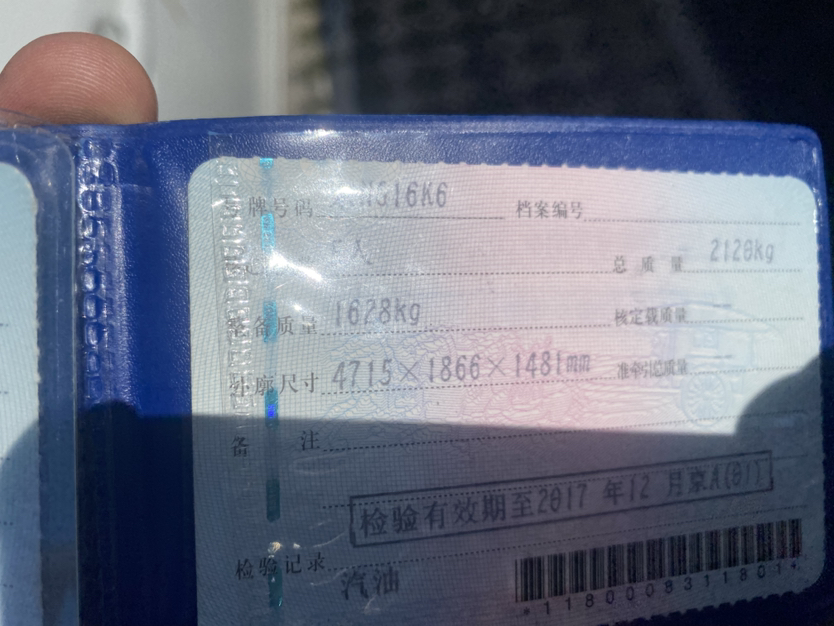 号牌号码 NG16K6 档案编号
5人 总质量 2120kg
整备质量 1628kg 核定载质量
外廓尺寸 4715×1866×1481mm 准牵引总质量
备注
检验有效期至2017 年12 月京A(01)
检验记录
汽油
*1180008311801*